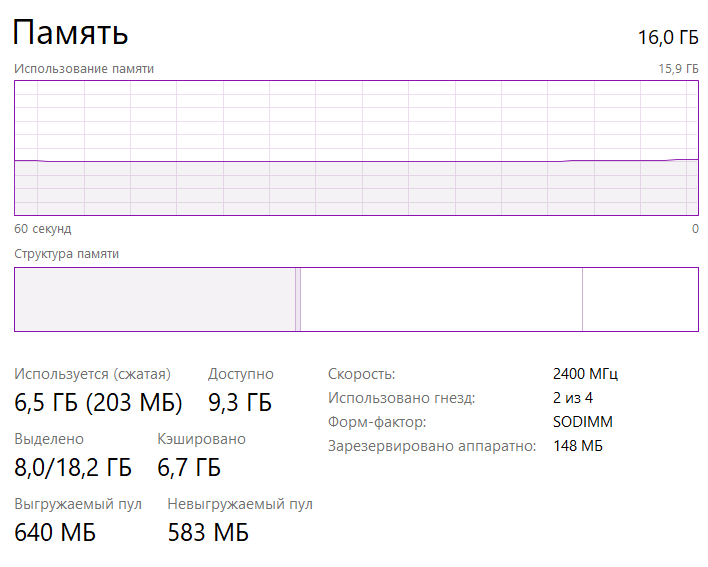 Память 16,0 ГБ
Использование памяти 15,9 ГБ
60 секунд 0
Структура памяти
Используется (сжатая) Доступно
6,5 ГБ (203 МБ) 9,3 ГБ
Выделено Кэшировано
8,0/18,2 ГБ 6,7 ГБ
Выгружаемый пул Невыгружаемый пул
640 МБ 583 МБ
Скорость: 2400 МГц
Использовано гнезд: 2 из 4
Форм-фактор: SODIMM
Зарезервировано аппаратно: 148 МБ